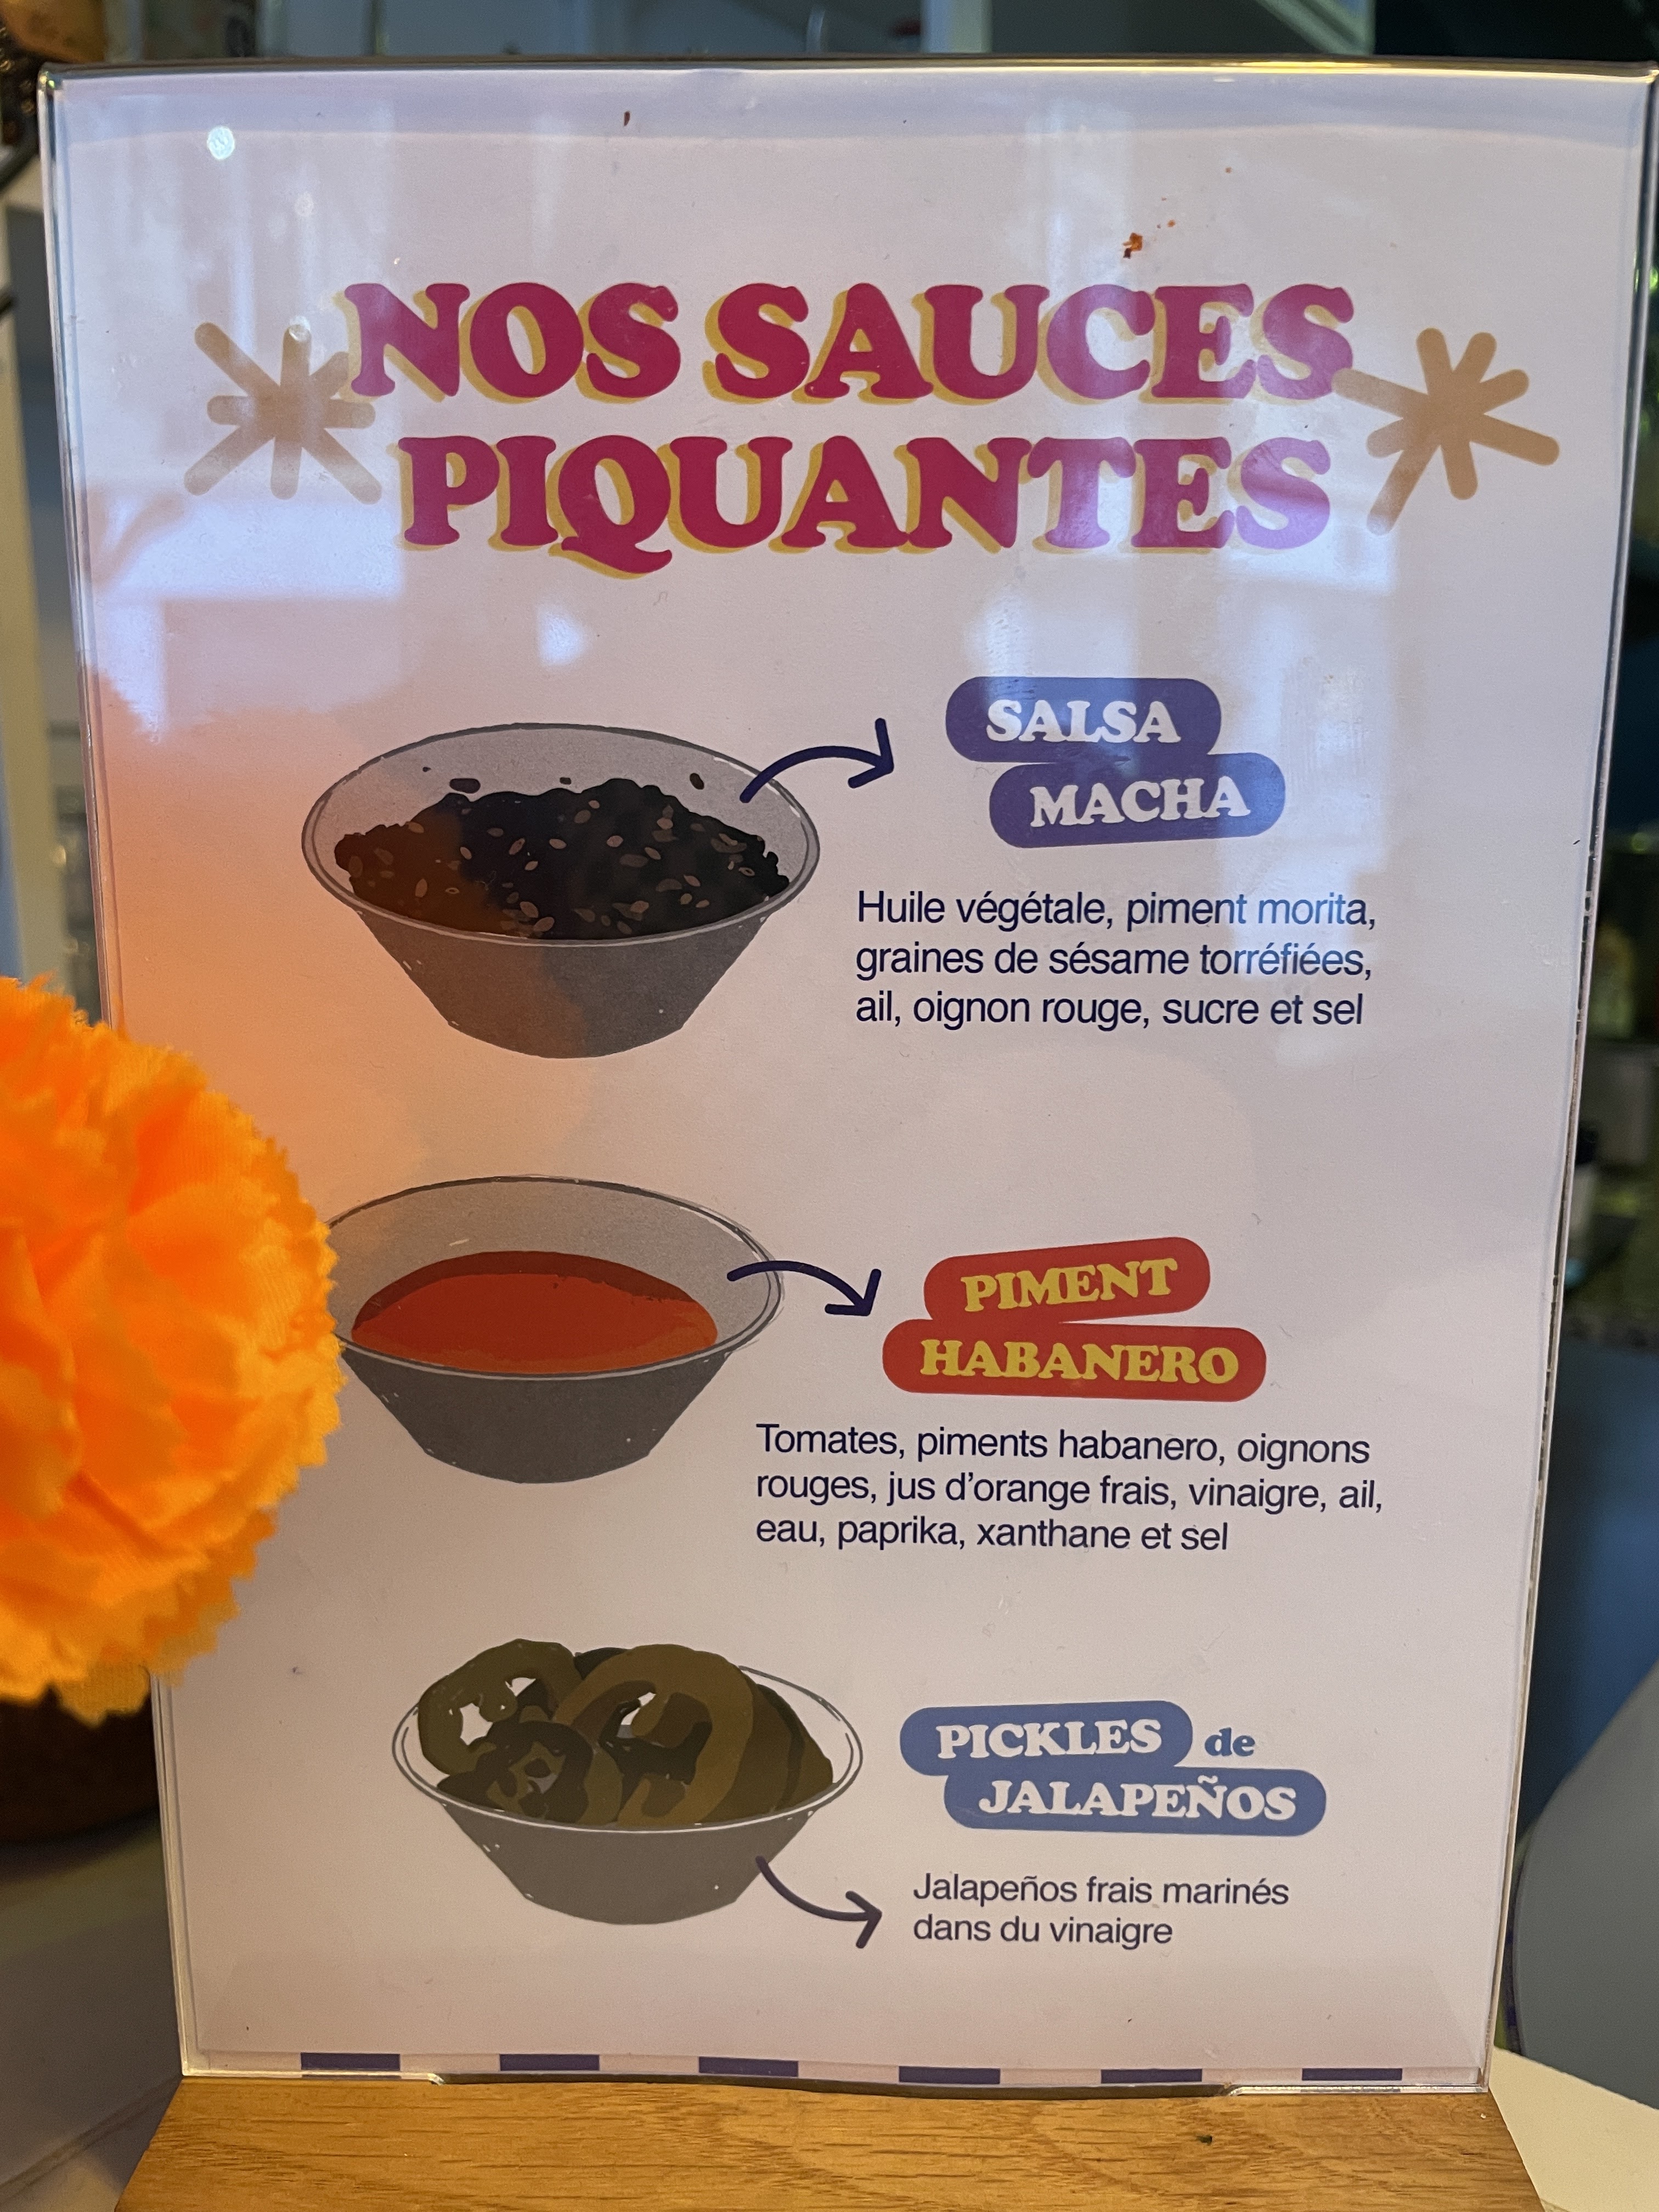 NOS SAUCES
PIQUANTES
SALSA
MACHA
Huile végétale, piment morita,
graines de sésame torréfiées,
ail, oignon rouge, sucre et sel
PIMENT
HABANERO
Tomates, piments habanero, oignons
rouges, jus d'orange frais, vinaigre, ail,
eau, paprika, xanthane et sel
PICKLES de
JALAPEÑOS
Jalapeños frais marinés
dans du vinaigre